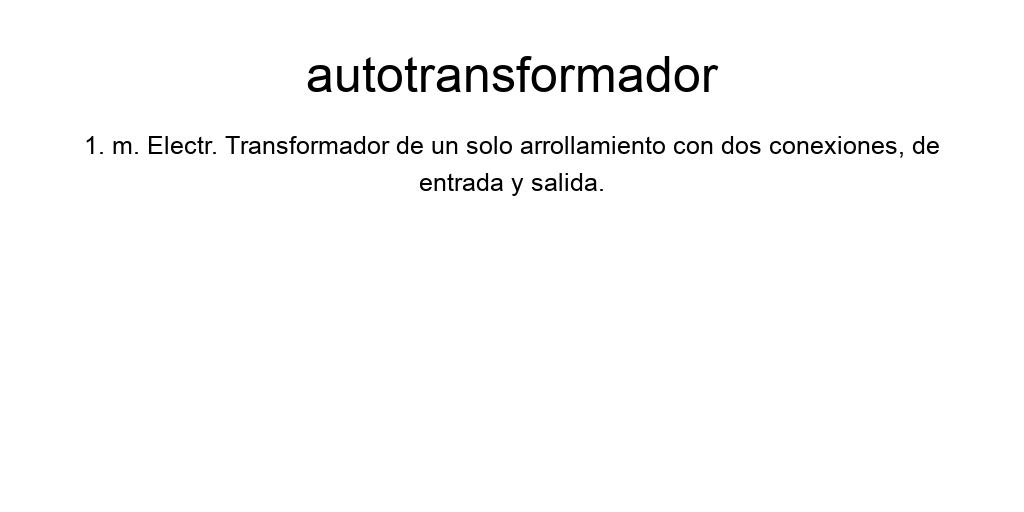 autotransformador
1. m. Electr. Transformador de un solo arrollamiento con dos conexiones, de
entrada y salida.